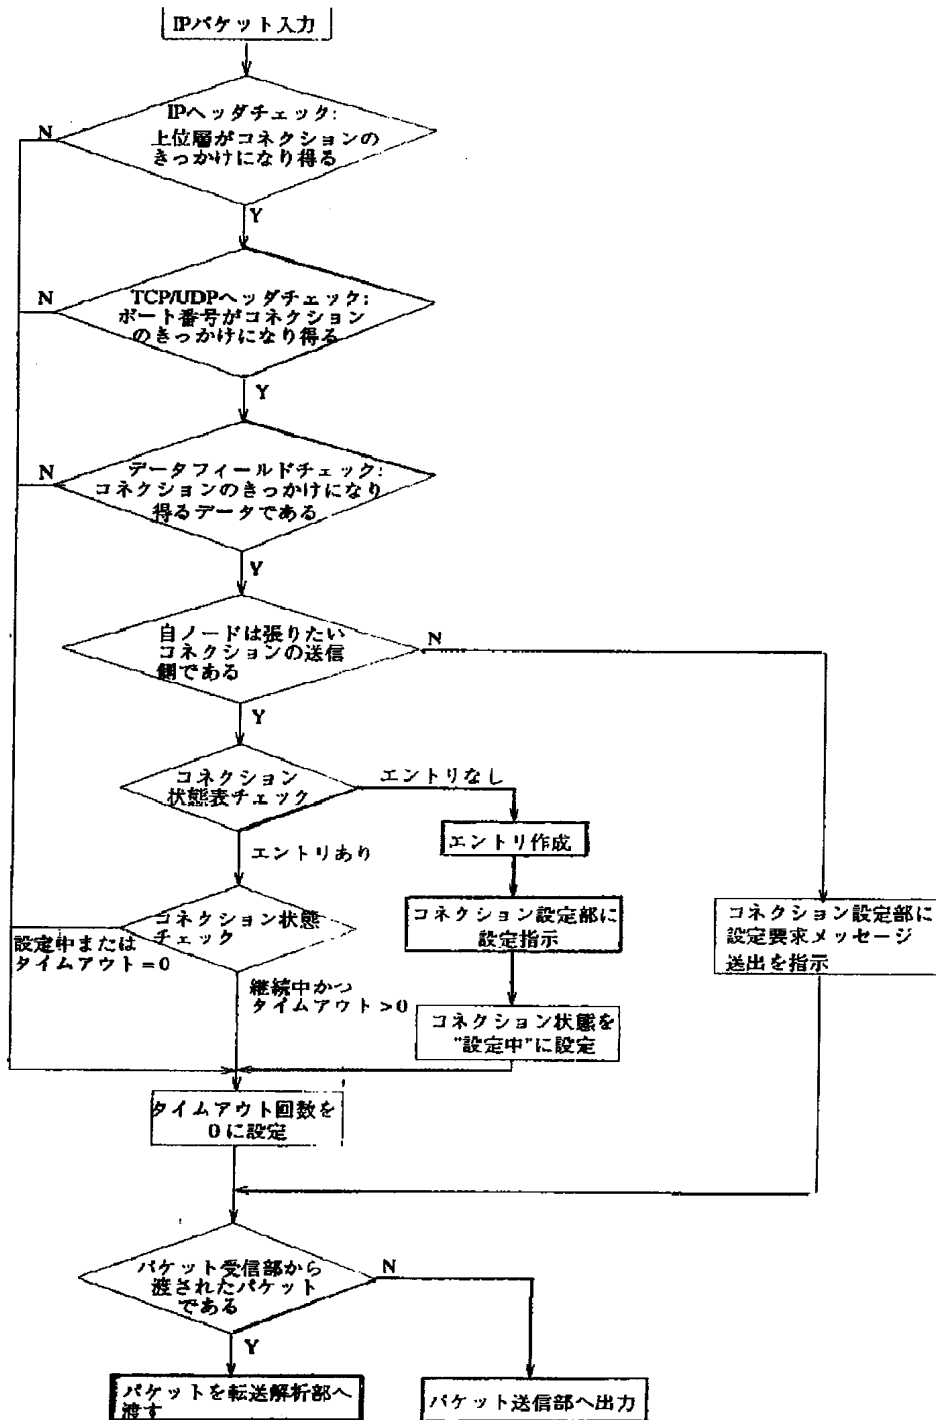 IPパケット入力
IPヘッダチェック:
上位層がコネクションの
きっかけになり得る
N
Y
TCP/UDPヘッダチェック:
ポート番号がコネクション
のきっかけになり得る
N
Y
データフィールドチェック:
コネクションのきっかけになり
得るデータである
N
Y
自ノードは張りたい
コネクションの送信
側である
N
Y
コネクション
状態表チェック
エントリなし
エントリ作成
エントリあり
コネクション設定部に
設定指示
コネクション設定部に
設定要求メッセージ
送出を指示
コネクション状態
チェック
設定中または
タイムアウト=0
継続中かつ
タイムアウト>0
コネクション状態を
"設定中"に設定
タイムアウト回数を
0に設定
パケット受信部から
渡されたパケット
である
N
Y
パケットを転送解析部へ
渡す
パケット送信部へ出力